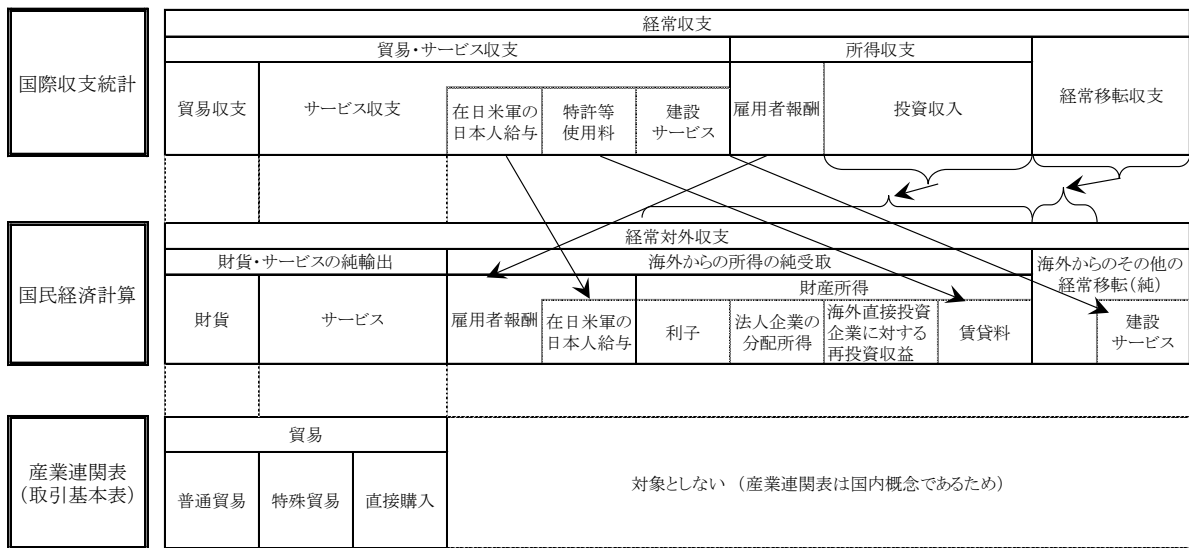 国際収支統計
経常収支
貿易・サービス収支
所得収支
経常移転収支
貿易収支
サービス収支
在日米軍の
日本人給与
特許等
使用料
建設
サービス
雇用者報酬
投資収入
国民経済計算
経常対外収支
財貨・サービスの純輸出
海外からの所得の純受取
海外からのその他の
経常移転（純）
財貨
サービス
雇用者報酬
在日米軍の
日本人給与
財産所得
利子
法人企業の
分配所得
海外直接投資
企業に対する
再投資収益
賃貸料
建設
サービス
産業連関表
（取引基本表）
貿易
普通貿易
特殊貿易
直接購入
対象としない （産業連関表は国内概念であるため）